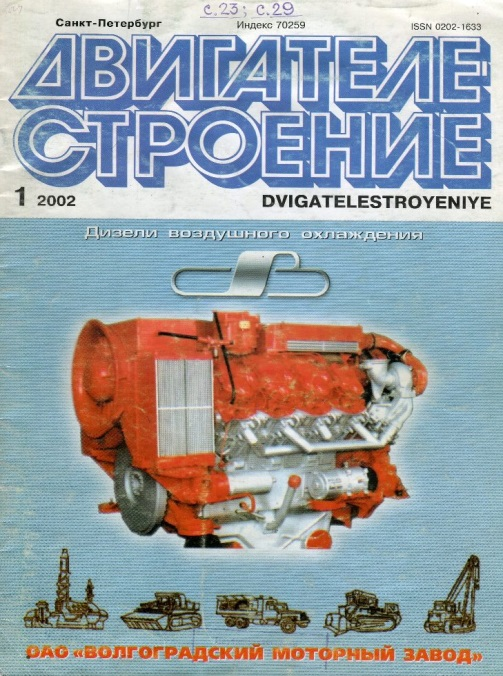 с.23; с.29
Санкт-Петербург Индекс 70259 ISSN 0202-1633
ДВИГАТЕЛЕ-
СТРОЕНИЕ
1 2002 DVIGATELESTROYENIYE
Дизели воздушного охлаждения
ОАО «ВОЛГОГРАДСКИЙ МОТОРНЫЙ ЗАВОД»